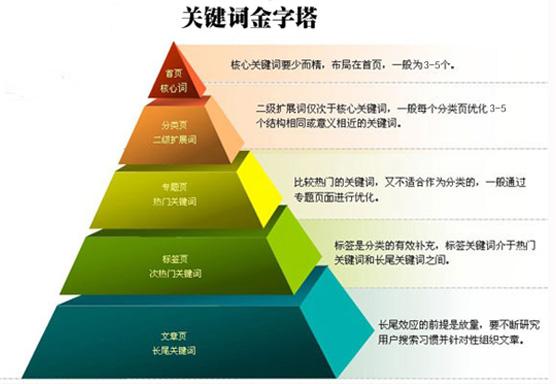 关键词金字塔
首页
核心词
核心关键词要少而精，布局在首页，一般为3-5个。
分类页
二级扩展词
二级扩展词仅次于核心关键词，一般每个分类页优化3-5
个结构相同或意义相近的关键词。
专题页
热门关键词
比较热门的关键词，又不适合作为分类的，一般通过
专题页面进行优化。
标签页
次热门关键词
标签是分类的有效补充，标签关键词介于热门
关键词和长尾关键词之间。
文章页
长尾关键词
长尾效应的前提是放量，要不断研究
用户搜索习惯并针对性组织文章。